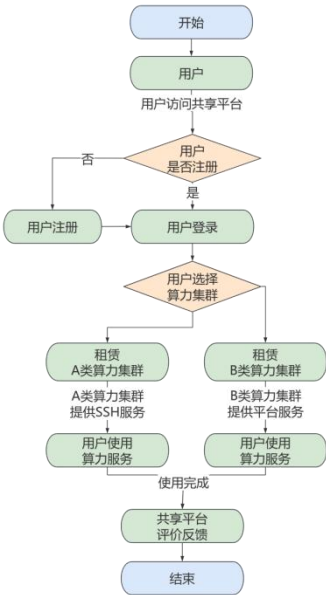 开始
用户
用户访问共享平台
用户
是否注册
否
是
用户注册
用户登录
用户选择
算力集群
租赁
A类算力集群
租赁
B类算力集群
A类算力集群
提供SSH服务
B类算力集群
提供平台服务
用户使用
算力服务
用户使用
算力服务
使用完成
共享平台
评价反馈
结束